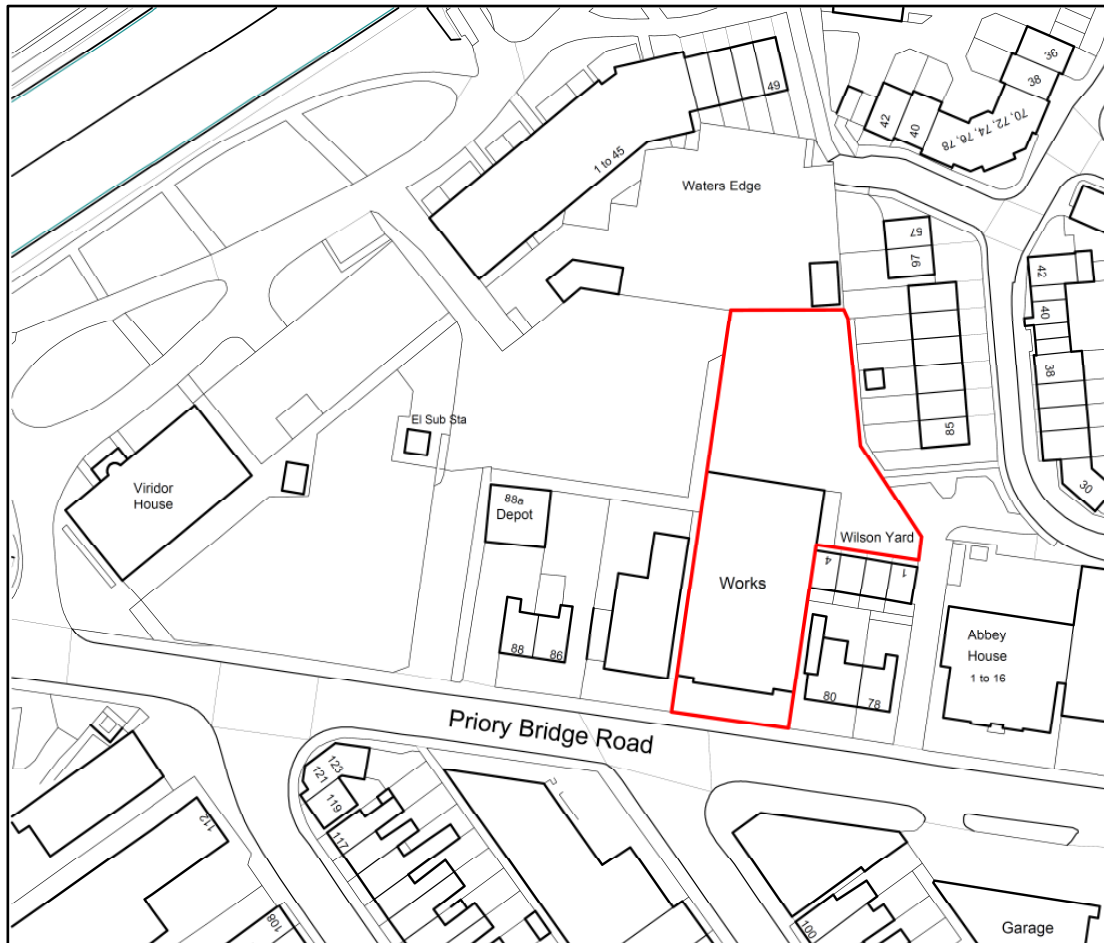 36
38
49
42
40
70, 72, 74, 76, 78
1 to 45
Waters Edge
57
97
42
40
38
El Sub Sta
85
30
Viridor
House
88a
Depot
Wilson Yard
4
1
Works
Abbey
House
1 to 16
88
86
80
78
Priory Bridge Road
123
121
119
117
112
108
100
Garage